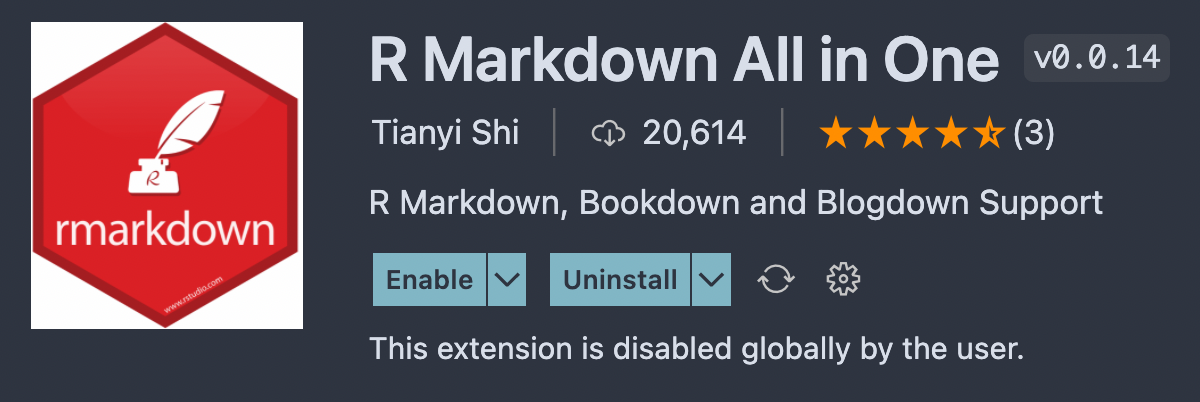 R Markdown All in One v0.0.14
Tianyi Shi 20,614 (3)
R Markdown, Bookdown and Blogdown Support
Enable Uninstall
This extension is disabled globally by the user.
R
rmarkdown
www.rstudio.com